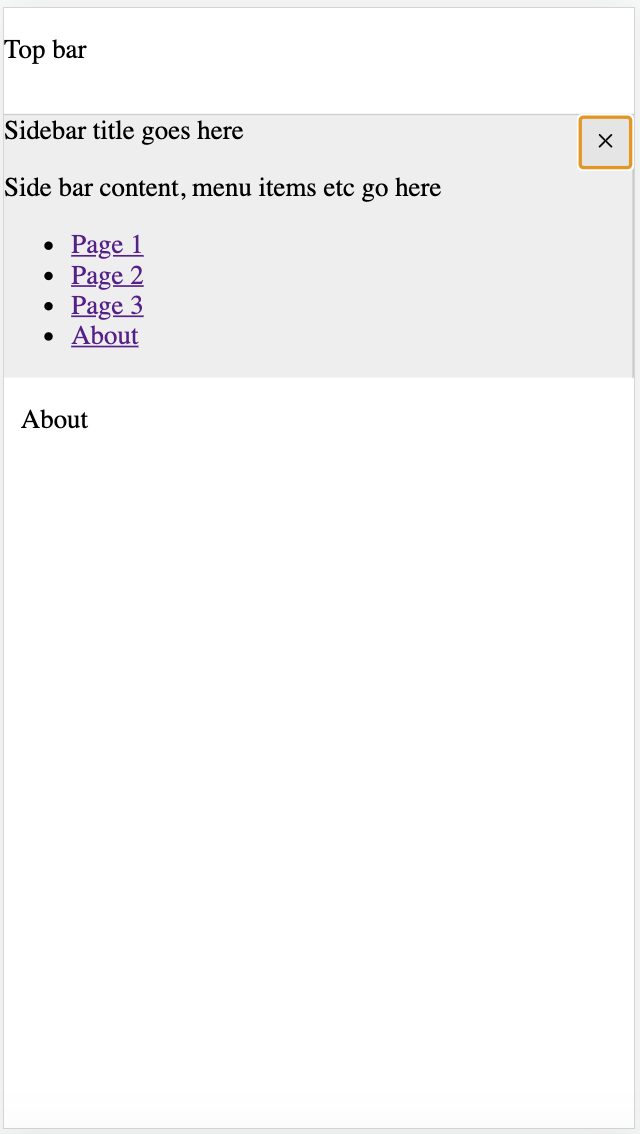 Top bar
Sidebar title goes here
×
Side bar content, menu items etc go here
• Page 1
• Page 2
• Page 3
• About
About